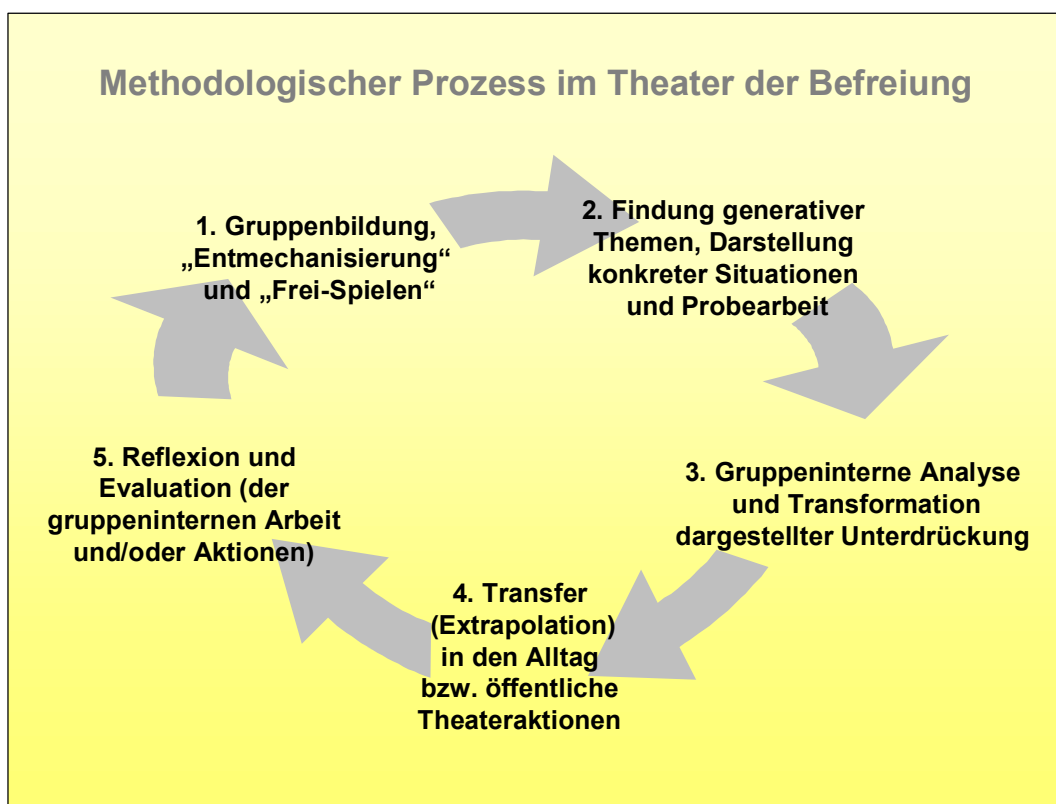 Methodologischer Prozess im Theater der Befreiung
1. Gruppenbildung,
„Entmechanisierung“
und „Frei-Spielen“
2. Findung generativer
Themen, Darstellung
konkreter Situationen
und Probearbeit
3. Gruppeninterne Analyse
und Transformation
dargestellter Unterdrückung
4. Transfer
(Extrapolation)
in den Alltag
bzw. öffentliche
Theateraktionen
5. Reflexion und
Evaluation (der
gruppeninternen Arbeit
und/oder Aktionen)